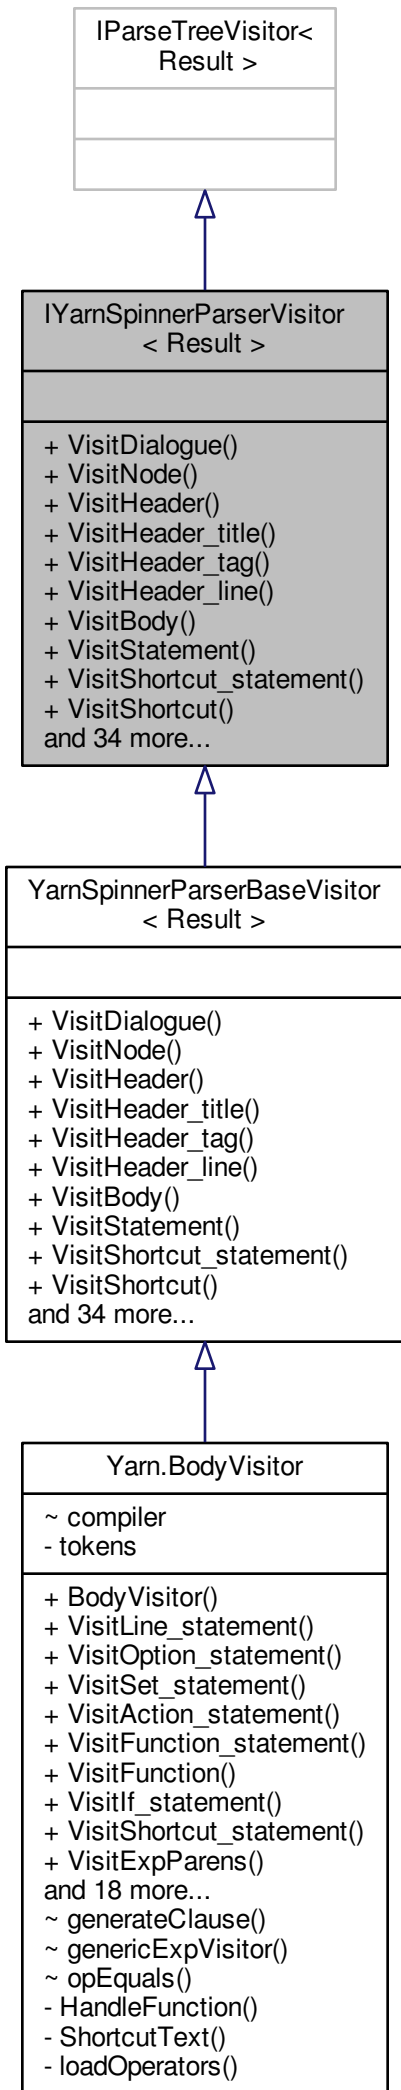 IParseTreeVisitor<
Result >
IYarnSpinnerParserVisitor
< Result >
+ VisitDialogue()
+ VisitNode()
+ VisitHeader()
+ VisitHeader_title()
+ VisitHeader_tag()
+ VisitHeader_line()
+ VisitBody()
+ VisitStatement()
+ VisitShortcut_statement()
+ VisitShortcut()
and 34 more...
YarnSpinnerParserBaseVisitor
< Result >
+ VisitDialogue()
+ VisitNode()
+ VisitHeader()
+ VisitHeader_title()
+ VisitHeader_tag()
+ VisitHeader_line()
+ VisitBody()
+ VisitStatement()
+ VisitShortcut_statement()
+ VisitShortcut()
and 34 more...
Yarn.BodyVisitor
~ compiler
- tokens
+ BodyVisitor()
+ VisitLine_statement()
+ VisitOption_statement()
+ VisitSet_statement()
+ VisitAction_statement()
+ VisitFunction_statement()
+ VisitFunction()
+ VisitIf_statement()
+ VisitShortcut_statement()
+ VisitExpParens()
and 18 more...
~ generateClause()
~ genericExpVisitor()
~ opEquals()
- HandleFunction()
- ShortcutText()
- loadOperators()